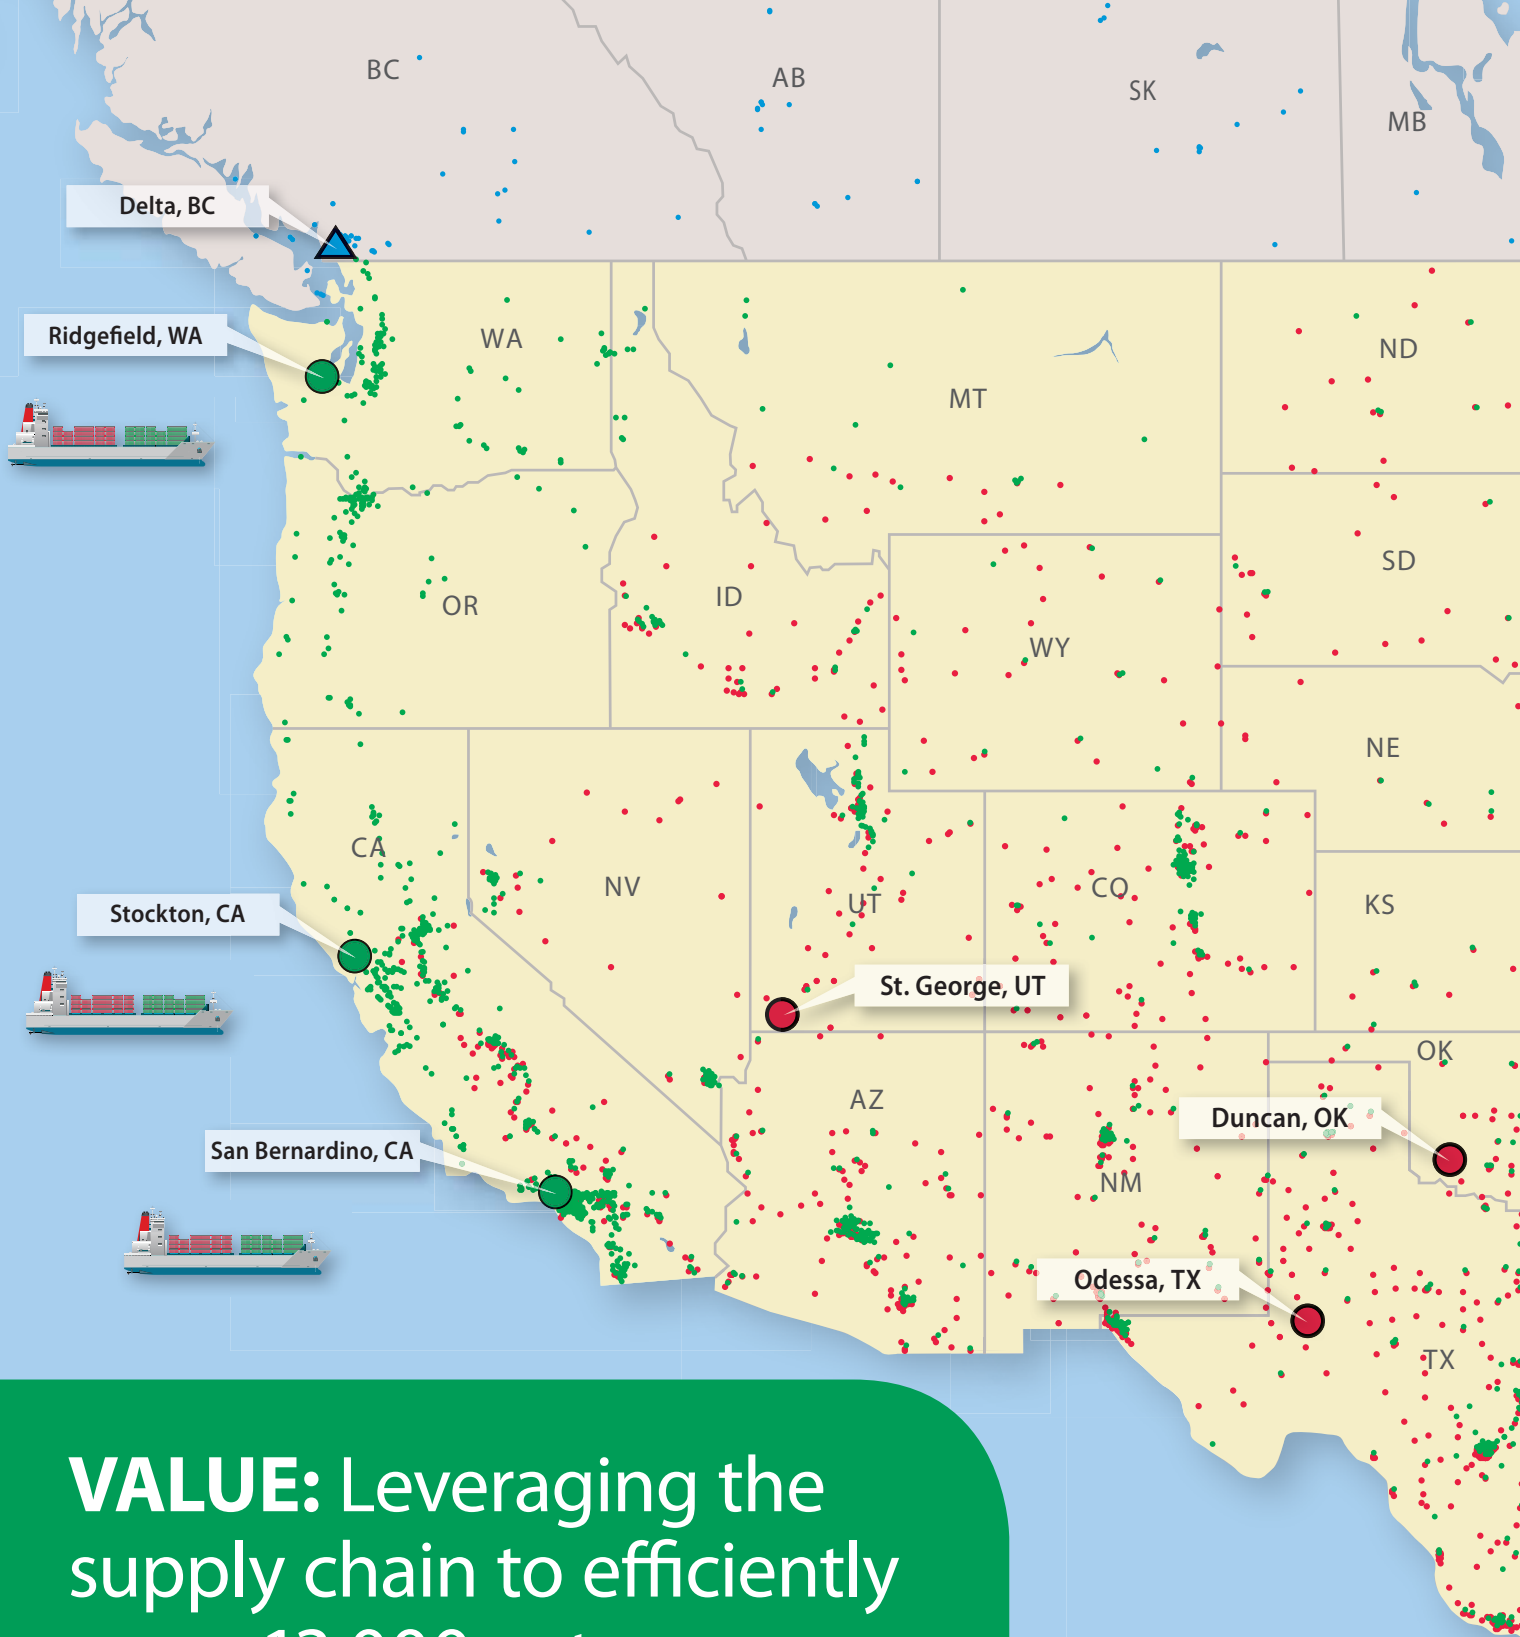 BC
AB
SK
MB
Delta, BC
Ridgefield, WA
WA
MT
ND
OR
ID
SD
WY
NE
CA
NV
UT
CO
KS
Stockton, CA
St. George, UT
OK
AZ
Duncan, OK
San Bernardino, CA
NM
Odessa, TX
TX
VALUE: Leveraging the
supply chain to efficiently